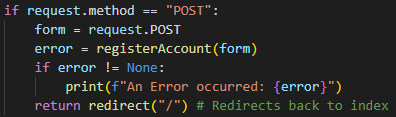 if request.method == "POST":
    form = request.POST
    error = registerAccount(form)
    if error != None:
        print(f"An Error occurred: {error}")
    return redirect("/") # Redirects back to index